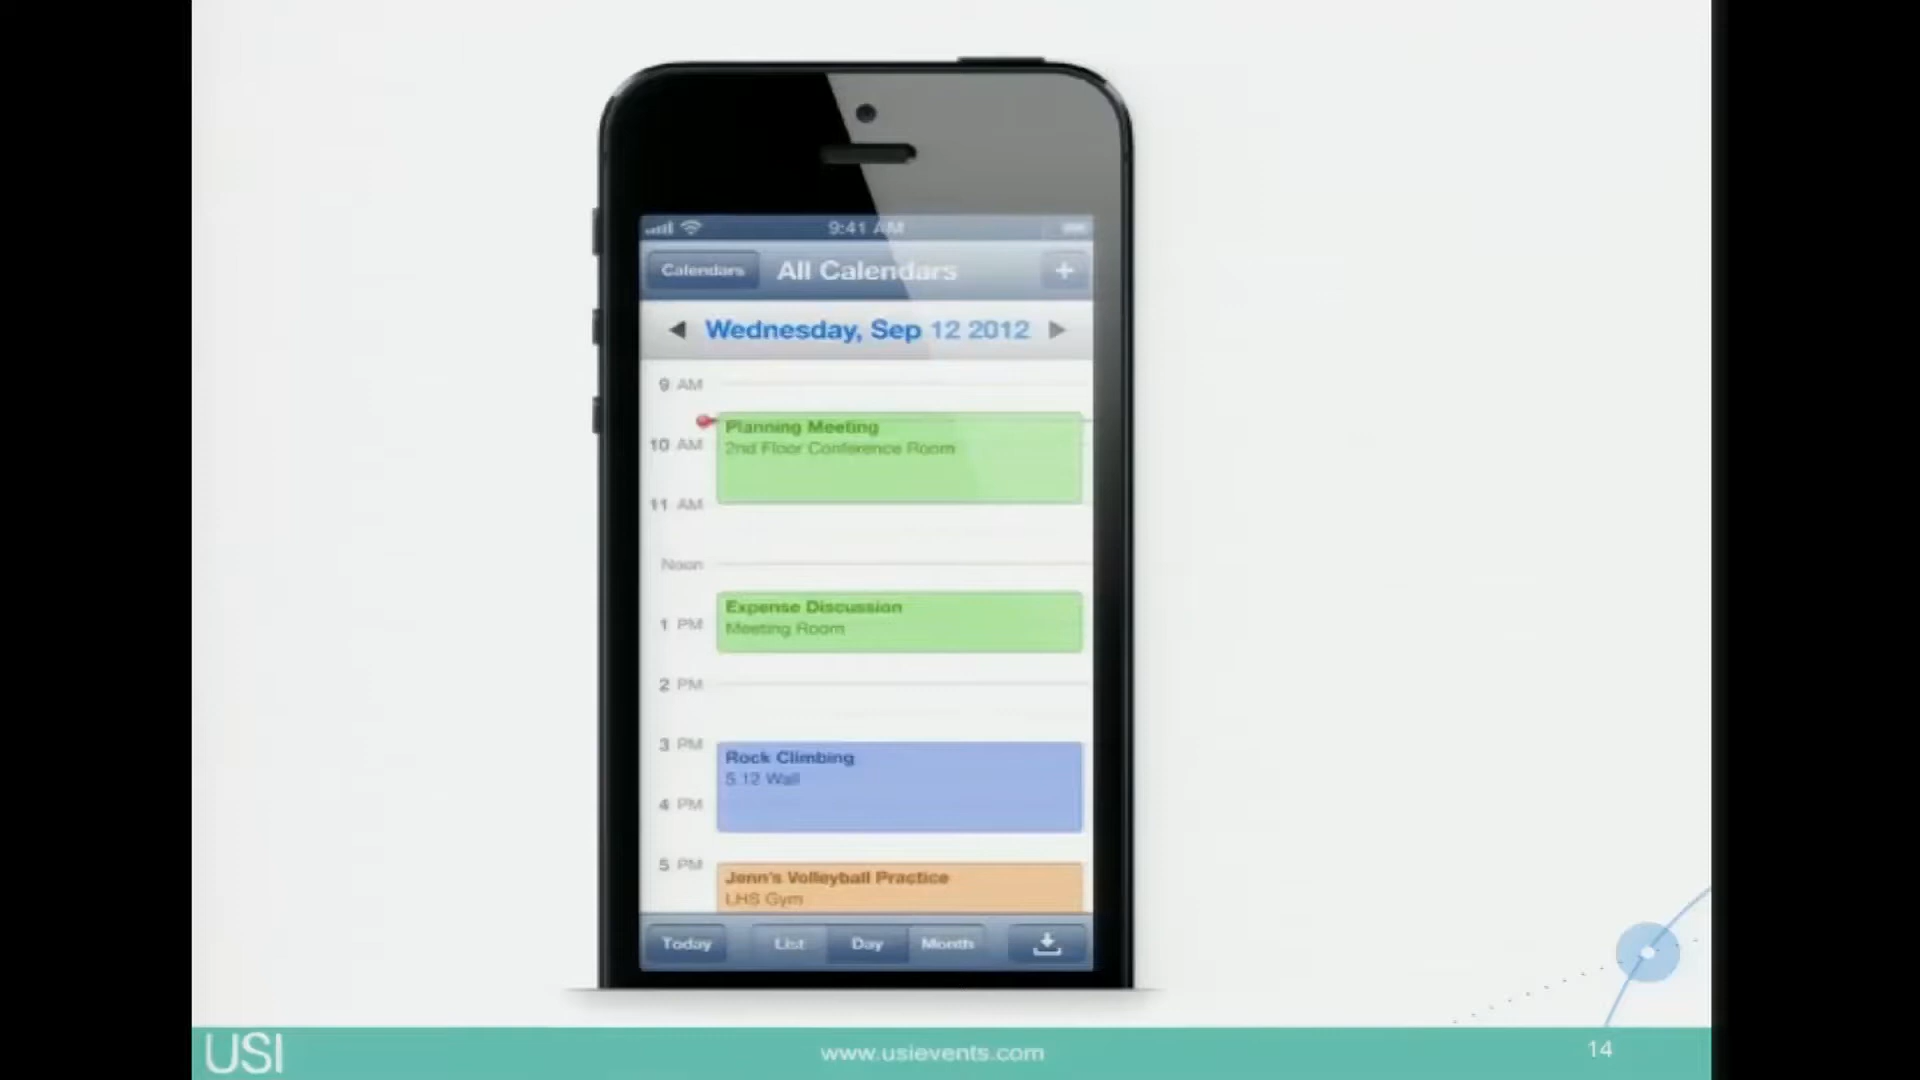 9:41 AM
Calendars
All Calendars
+
Wednesday, Sep 12 2012
9 AM
Planning Meeting
10 AM
2nd Floor Conference Room
11 AM
Noon
Expense Discussion
1 PM
Meeting Room
2 PM
3 PM
Rock Climbing
5.12 Wall
4 PM
5 PM
Jenn's Volleyball Practice
LHS Gym
Today
List
Day
Month
USI
www.usievents.com
14